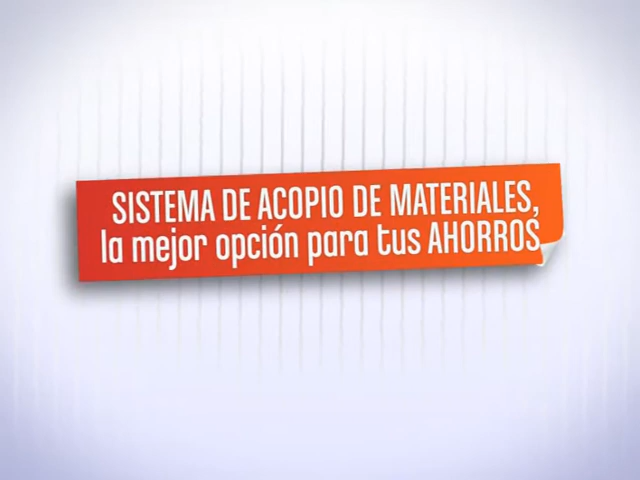 SISTEMA DE ACOPIO DE MATERIALES,
la mejor opción para tus AHORROS